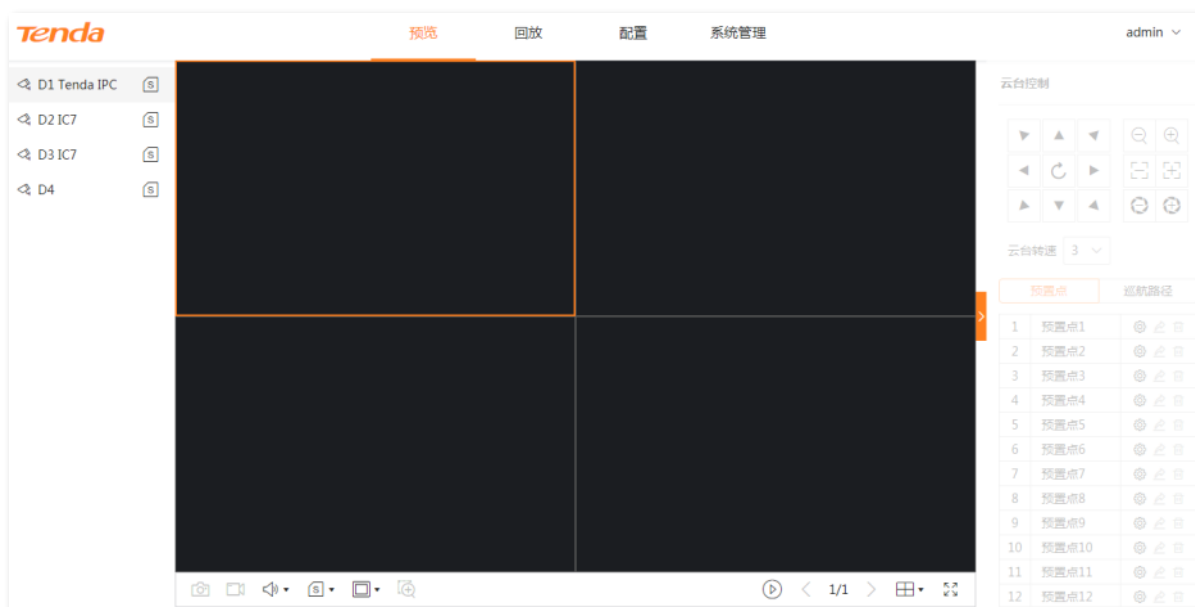 Tenda
预览 回放 配置 系统管理
admin
D1 Tenda IPC S
D2 IC7 S
D3 IC7 S
D4 S
云台控制
云台转速 3
预置点 巡航路径
1 预置点1
2 预置点2
3 预置点3
4 预置点4
5 预置点5
6 预置点6
7 预置点7
8 预置点8
9 预置点9
10 预置点10
11 预置点11
12 预置点12
S 1/1